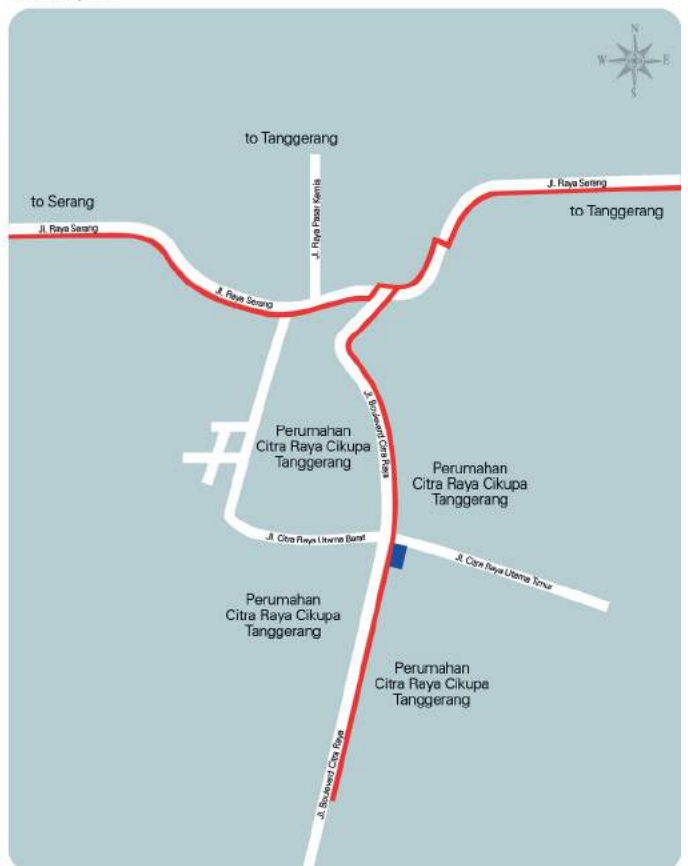 N
W
E
S
to Tanggerang
Jl. Raya Pasar Kemis
Jl. Raya Serang
to Tanggerang
to Serang
Jl. Raya Serang
Jl. Raya Serang
Jl. Boulevard Citra Raya
Perumahan
Citra Raya Cikupa
Tanggerang
Perumahan
Citra Raya Cikupa
Tanggerang
Jl. Citra Raya Utama Barat
Jl. Citra Raya Utama Timur
Perumahan
Citra Raya Cikupa
Tanggerang
Perumahan
Citra Raya Cikupa
Tanggerang
Jl. Boulevard Citra Raya